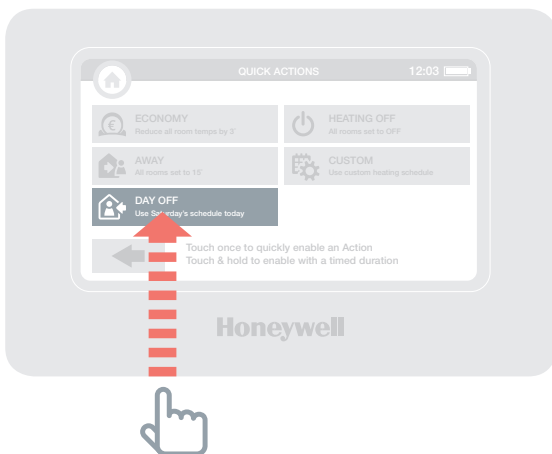 QUICK ACTIONS 12:03
ECONOMY
Reduce all room temps by 3˚
HEATING OFF
All rooms set to OFF
AWAY
All rooms set to 15˚
CUSTOM
Use custom heating schedule
DAY OFF
Use Saturday's schedule today
Touch once to quickly enable an Action
Touch & hold to enable with a timed duration
Honeywell